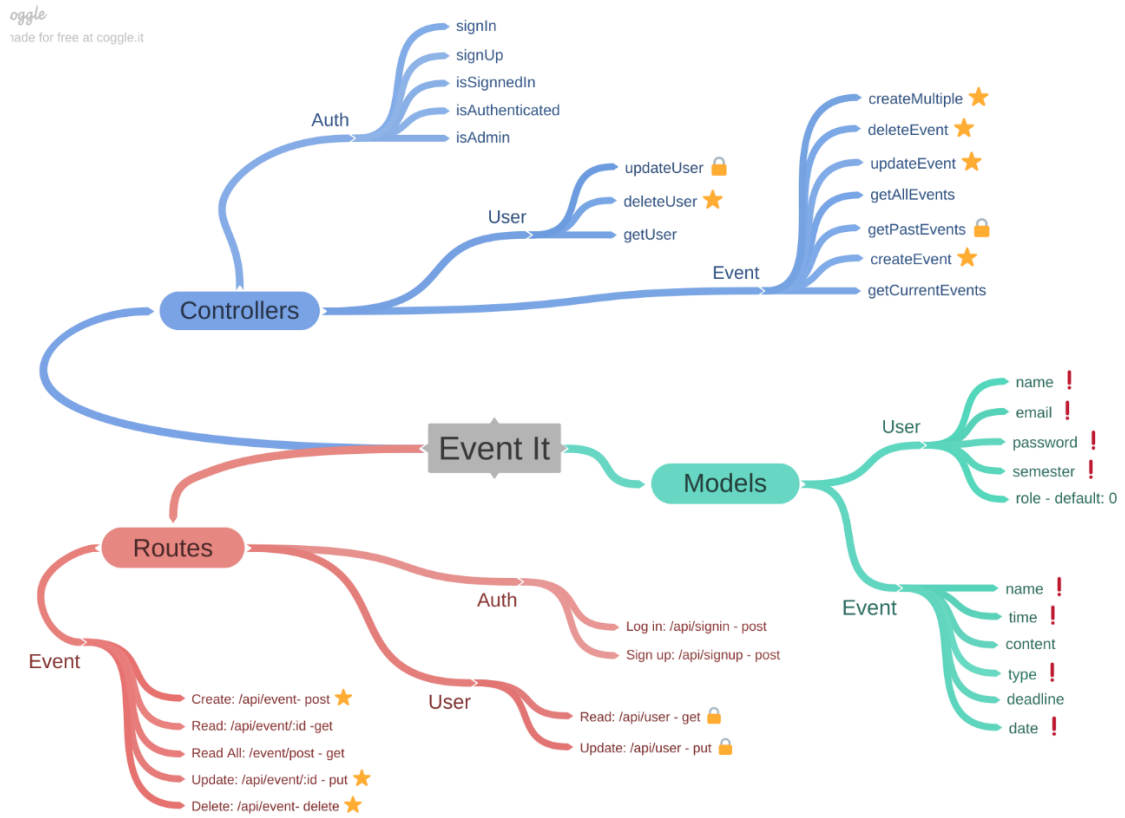 oggle
made for free at coggle.it
signIn
signUp
isSignnedIn
isAuthenticated
isAdmin
Auth
updateUser
deleteUser
getUser
User
createMultiple
deleteEvent
updateEvent
getAllEvents
getPastEvents
createEvent
getCurrentEvents
Event
Controllers
Event It
Models
User
name
email
password
semester
role - default: 0
Event
name
time
content
type
deadline
date
Routes
Auth
Log in: /api/signin - post
Sign up: /api/signup - post
User
Read: /api/user - get
Update: /api/user - put
Event
Create: /api/event- post
Read: /api/event/:id -get
Read All: /event/post - get
Update: /api/event/:id - put
Delete: /api/event- delete